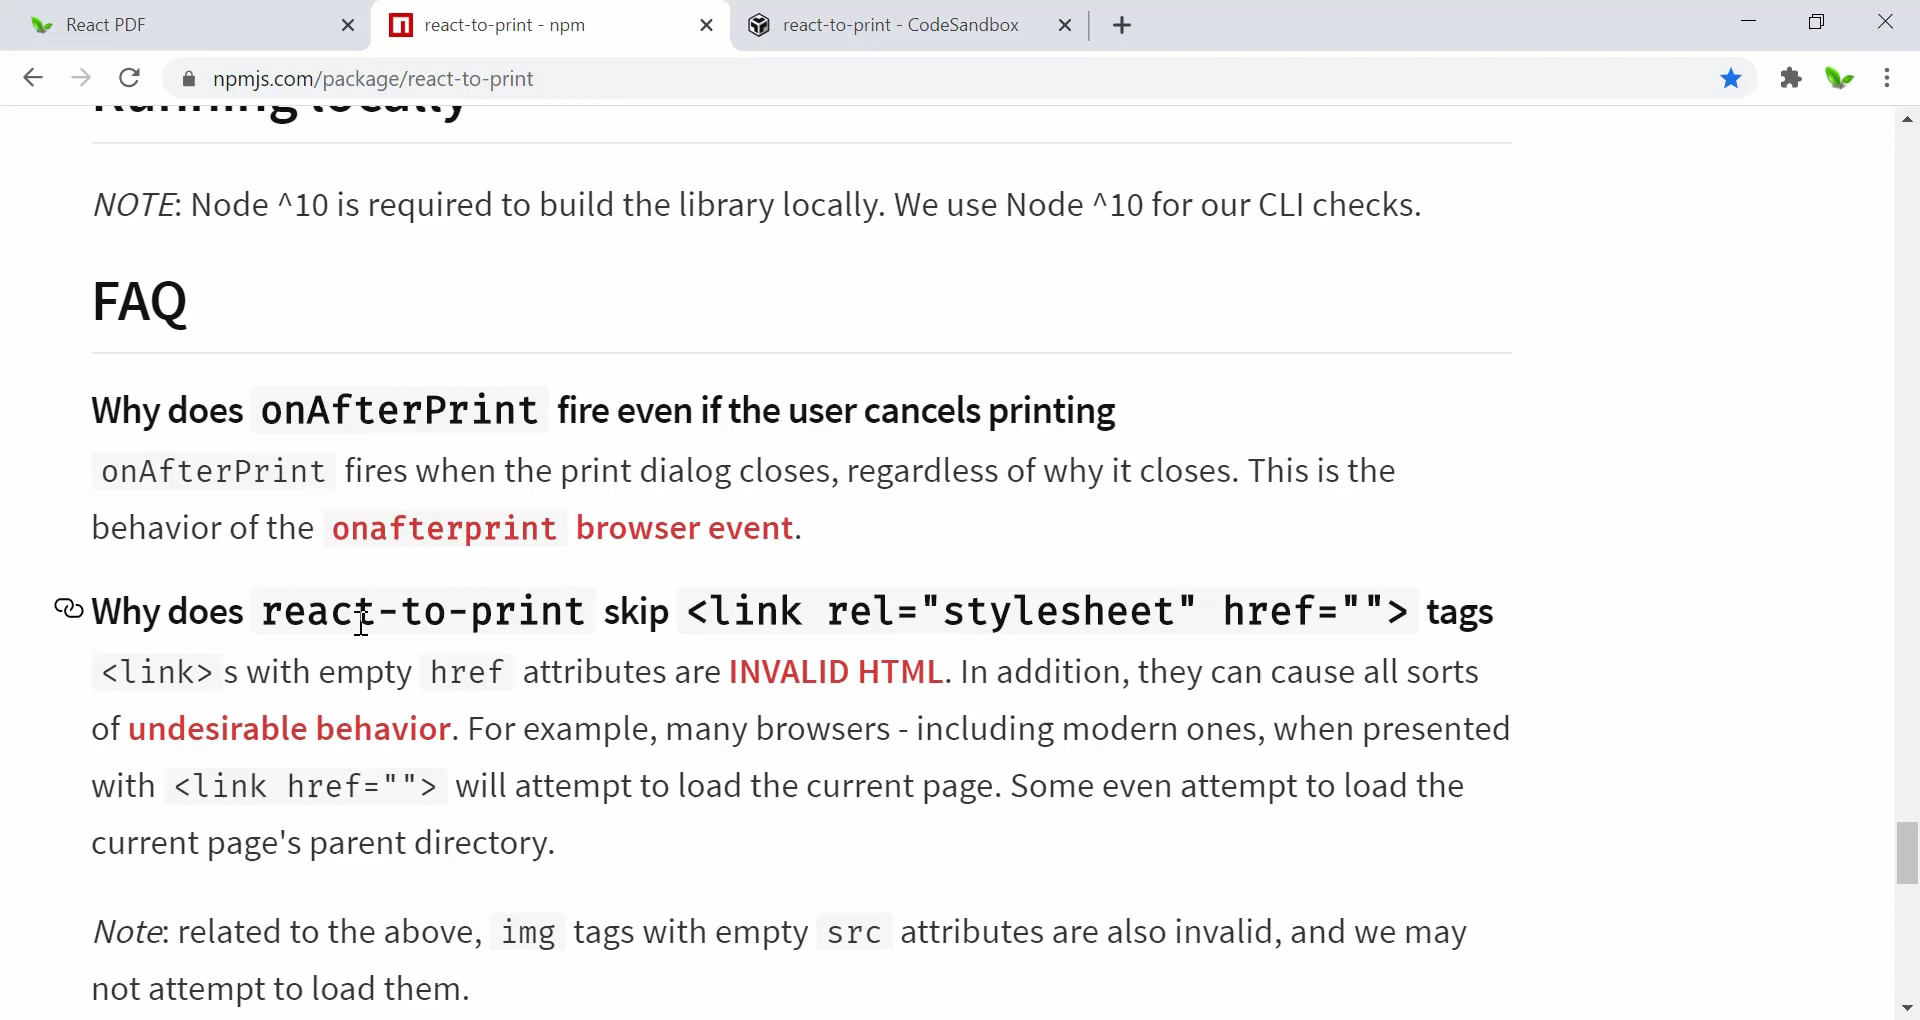 React PDF
react-to-print - npm
react-to-print - CodeSandbox
npmjs.com/package/react-to-print
Running locally
NOTE: Node ^10 is required to build the library locally. We use Node ^10 for our CLI checks.
FAQ
Why does onAfterPrint fire even if the user cancels printing
onAfterPrint fires when the print dialog closes, regardless of why it closes. This is the
behavior of the onafterprint browser event.
Why does react-to-print skip <link rel="stylesheet" href=""> tags
<link>s with empty href attributes are INVALID HTML. In addition, they can cause all sorts
of undesirable behavior. For example, many browsers - including modern ones, when presented
with <link href=""> will attempt to load the current page. Some even attempt to load the
current page's parent directory.
Note: related to the above, img tags with empty src attributes are also invalid, and we may
not attempt to load them.